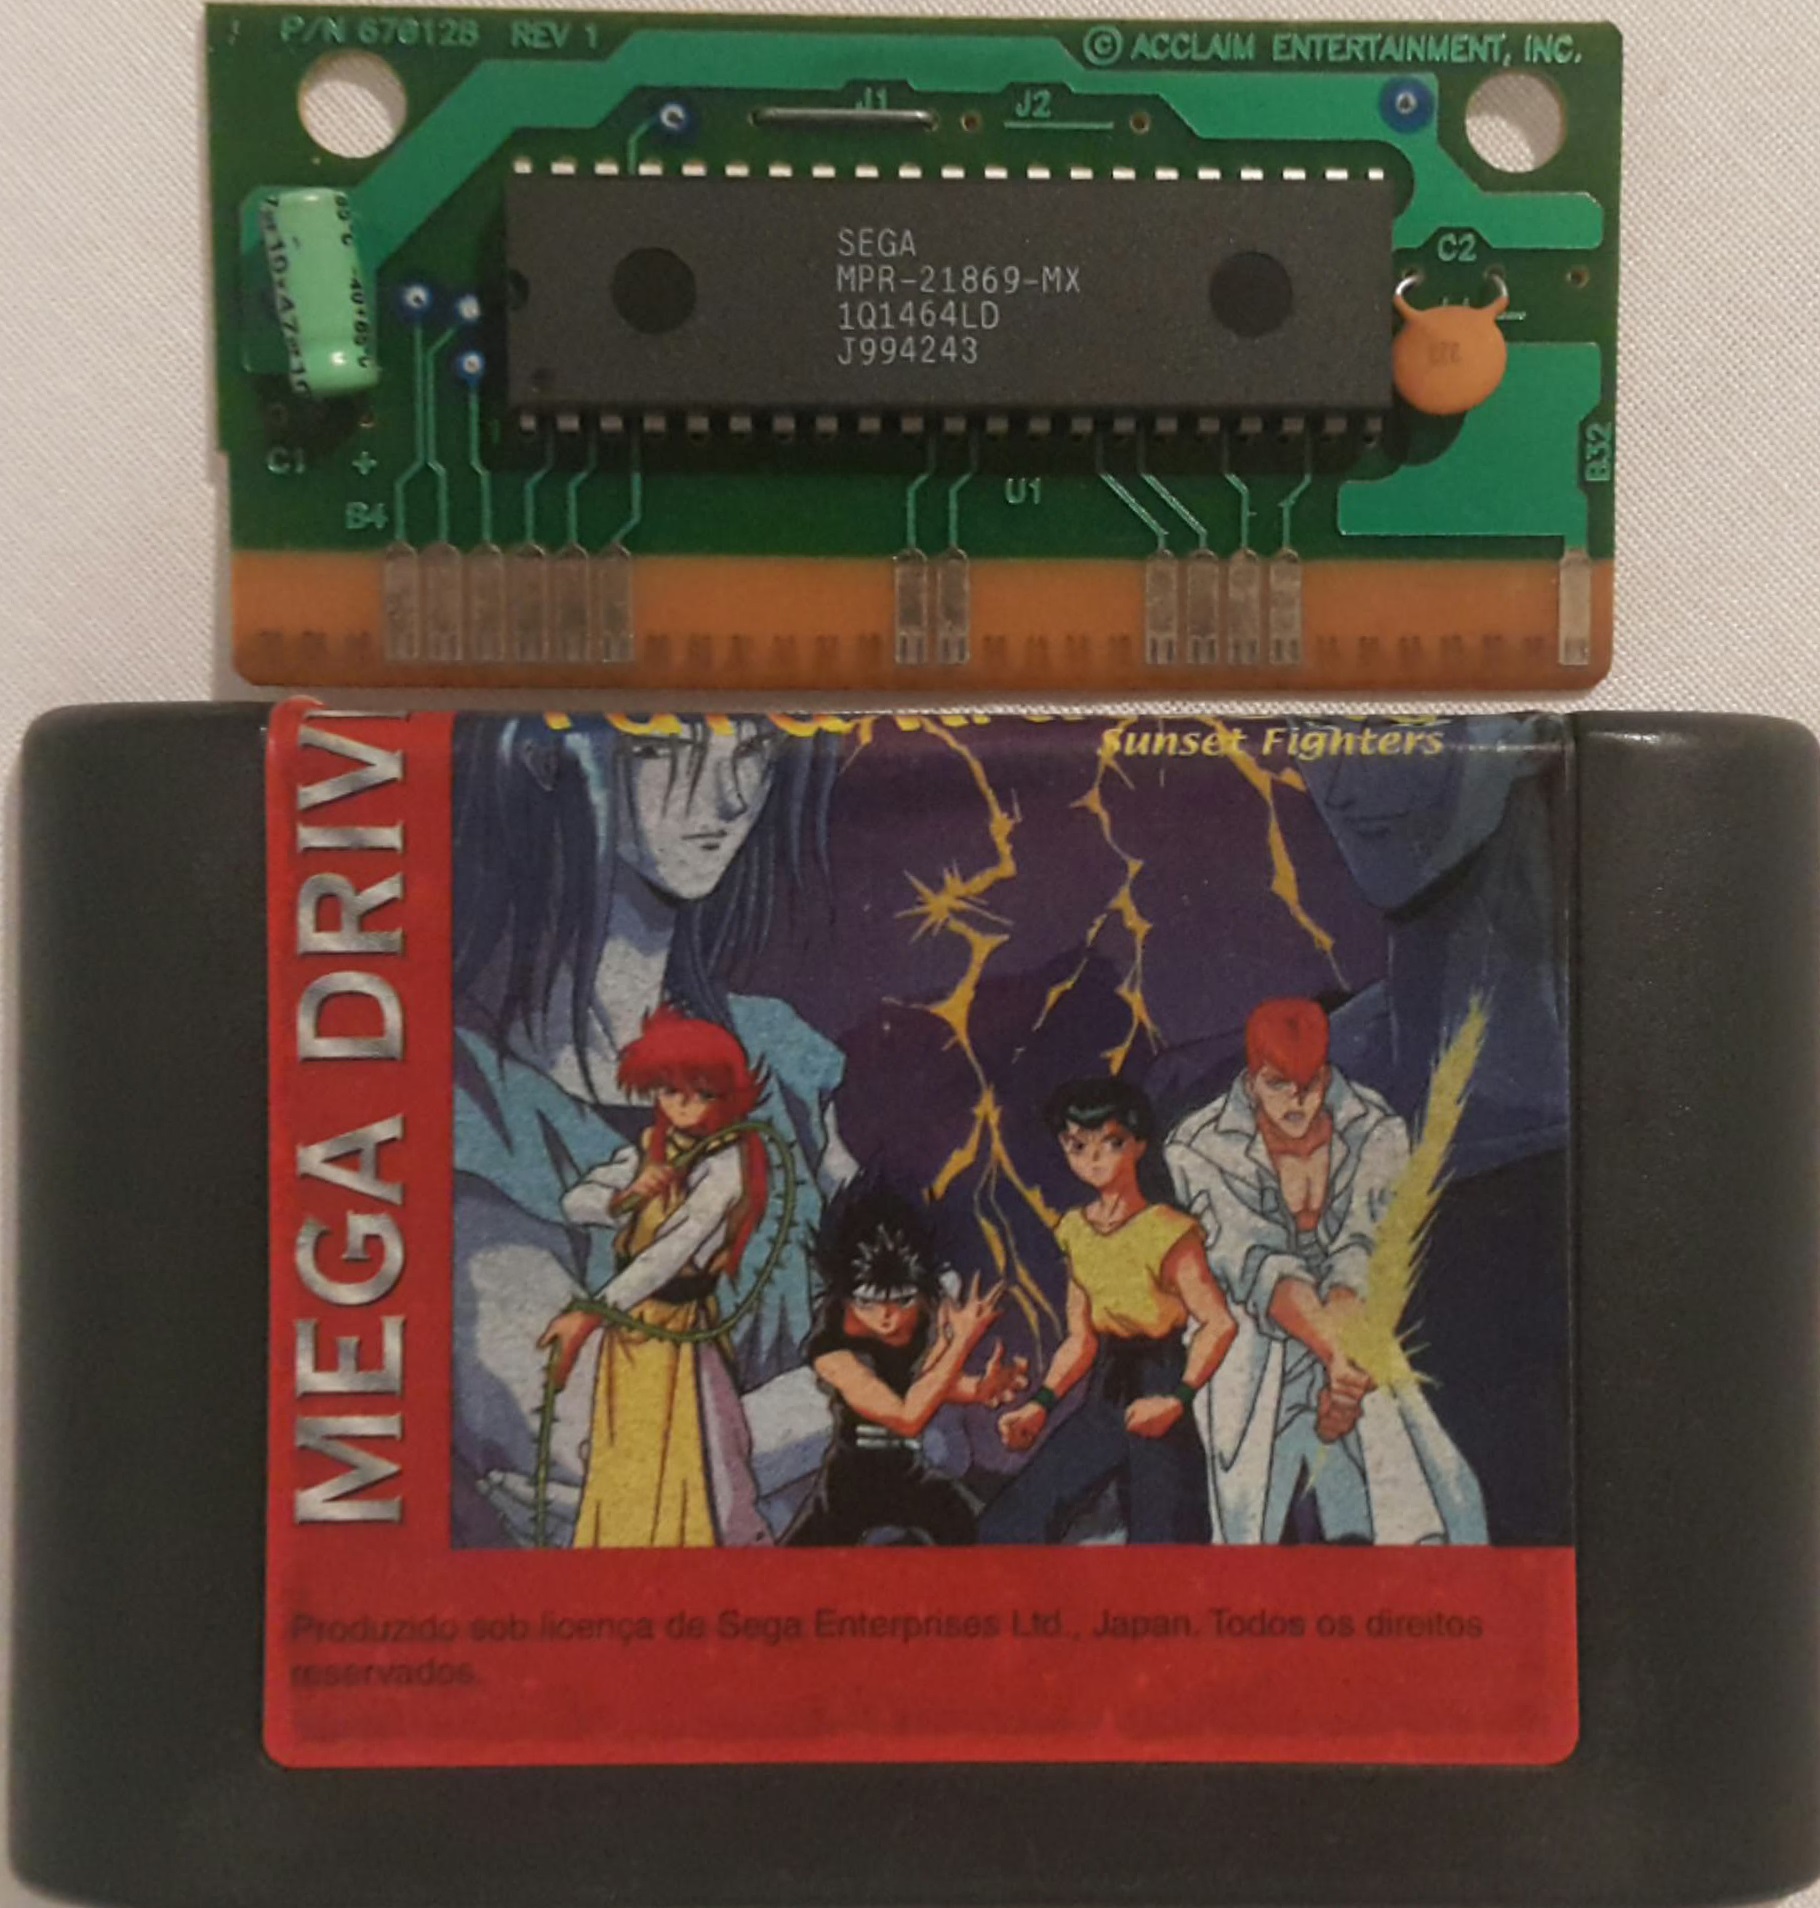 P/N 670128 REV 1
© ACCLAIM ENTERTAINMENT, INC.
J1
J2
SEGA
MPR-21869-MX
1Q1464LD
J994243
C2
C1 +
B4
U1
B32
Sunset Fighters
MEGA DRIV
Produzido sob licença de Sega Enterprises Ltd., Japan. Todos os direitos
reservados.